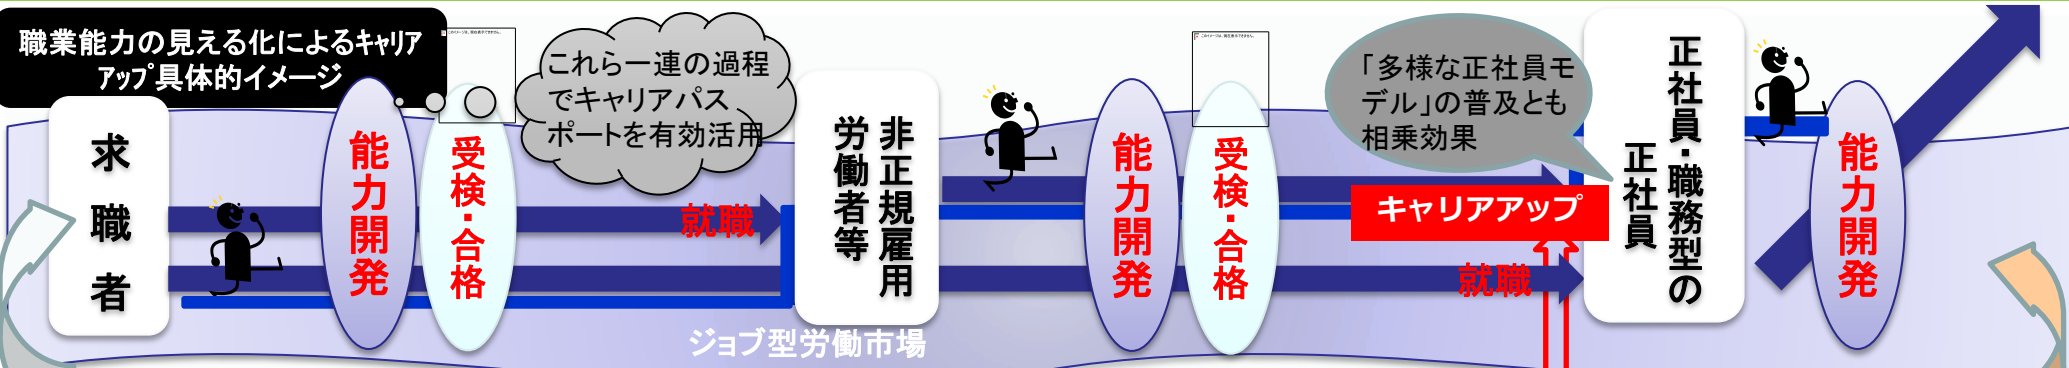 職業能力の見える化によるキャリア
アップ具体的イメージ
求職者
能力開発
受検・合格
これら一連の過程
でキャリアパス
ポートを有効活用
就職
非正規雇用
労働者等
ジョブ型労働市場
能力開発
受検・合格
「多様な正社員モ
デル」の普及とも
相乗効果
キャリアアップ
就職
正社員・職務型の
正社員
能力開発